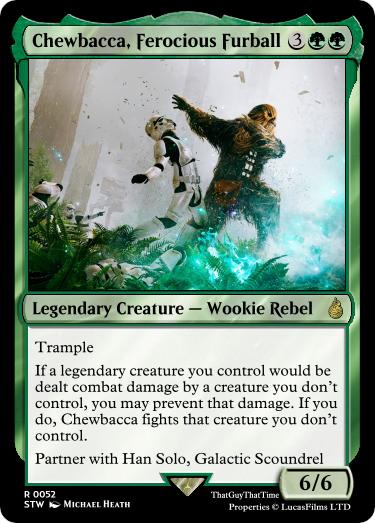 Chewbacca, Ferocious Furball 3
Legendary Creature — Wookie Rebel
Trample
If a legendary creature you control would be
dealt combat damage by a creature you don't
control, you may prevent that damage. If you
do, Chewbacca fights that creature you don't
control.
Partner with Han Solo, Galactic Scoundrel
6/6
R 0052
STW Michael Heath
ThatGuyThatTime
Properties © LucasFilms LTD